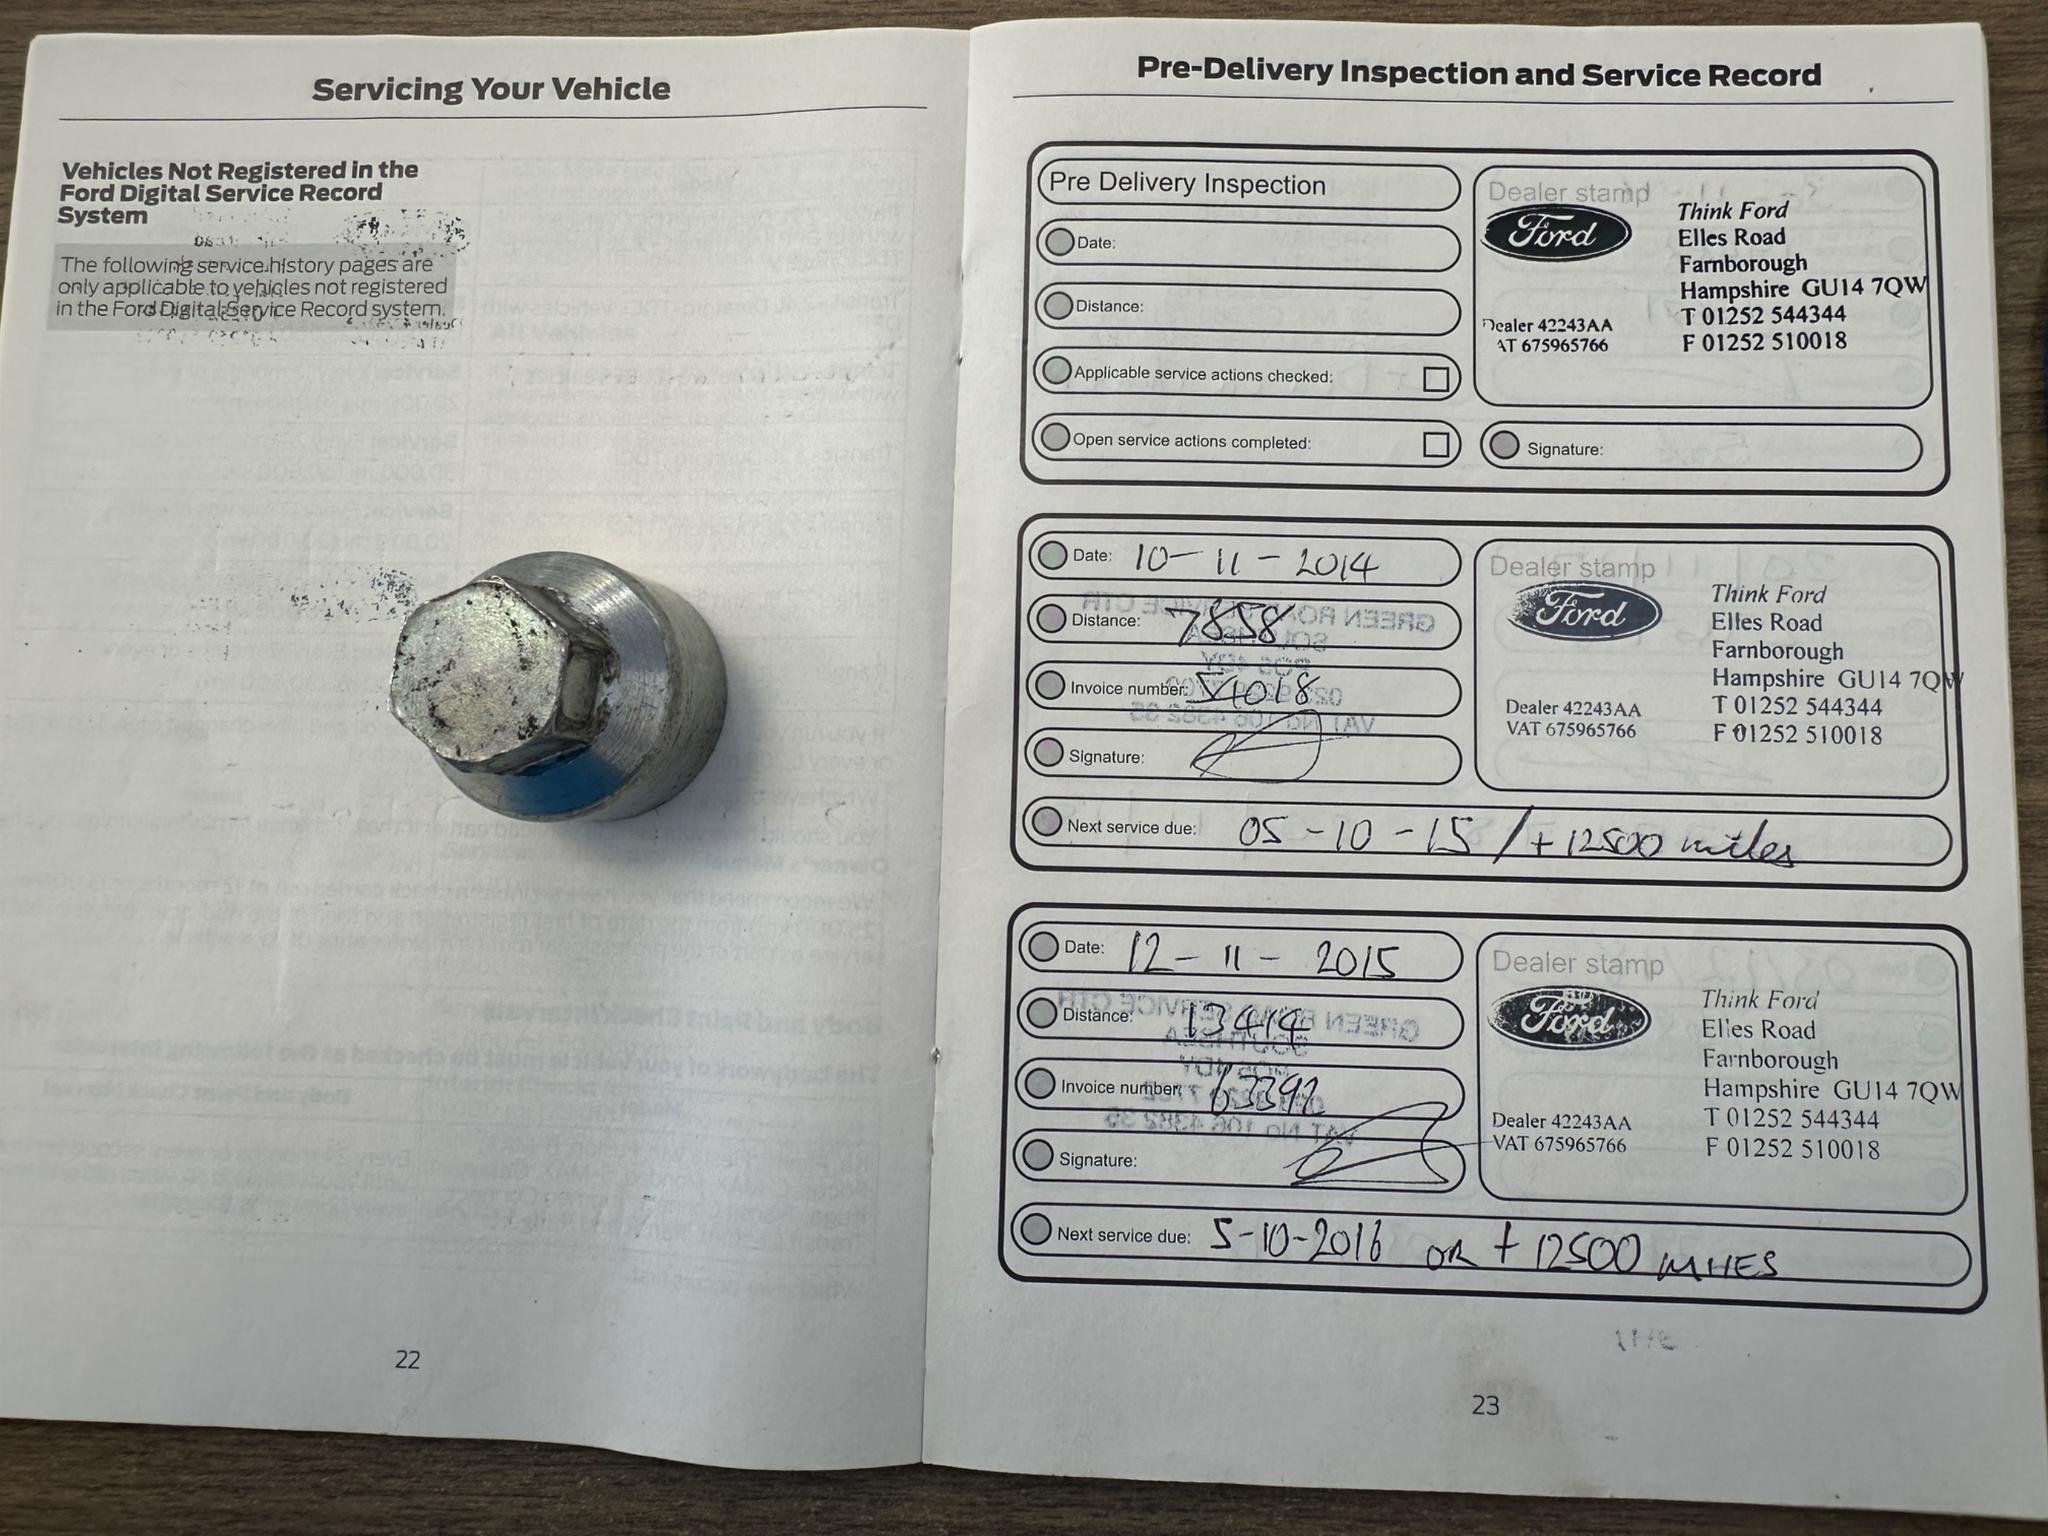 Servicing Your Vehicle
Vehicles Not Registered in the
Ford Digital Service Record
System
The following service history pages are
only applicable to vehicles not registered
in the Ford Digital Service Record system.
22
Pre-Delivery Inspection and Service Record
Pre Delivery Inspection
Date:
Distance:
Applicable service actions checked:
Open service actions completed:
Dealer stamp
Ford
Think Ford
Elles Road
Farnborough
Hampshire GU14 7QW
T 01252 544344
F 01252 510018
Dealer 42243AA
VAT 675965766
Signature:
Date: 10-11-2014
Distance: 7858
Invoice number: 54018
Signature:
Dealer stamp
Ford
Think Ford
Elles Road
Farnborough
Hampshire GU14 7QW
T 01252 544344
F 01252 510018
Dealer 42243AA
VAT 675965766
Next service due: 05-10-15 / +12500 miles
Date: 12-11-2015
Distance: 13414
Invoice number: 63392
Signature:
Dealer stamp
Ford
Think Ford
Elles Road
Farnborough
Hampshire GU14 7QW
T 01252 544344
F 01252 510018
Dealer 42243AA
VAT 675965766
Next service due: 5-10-2016 OR + 12500 MILES
23